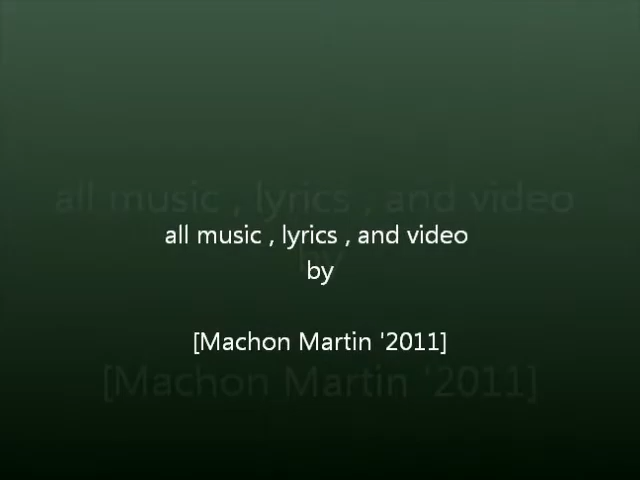 all music , lyrics , and video
by
[Machon Martin '2011]